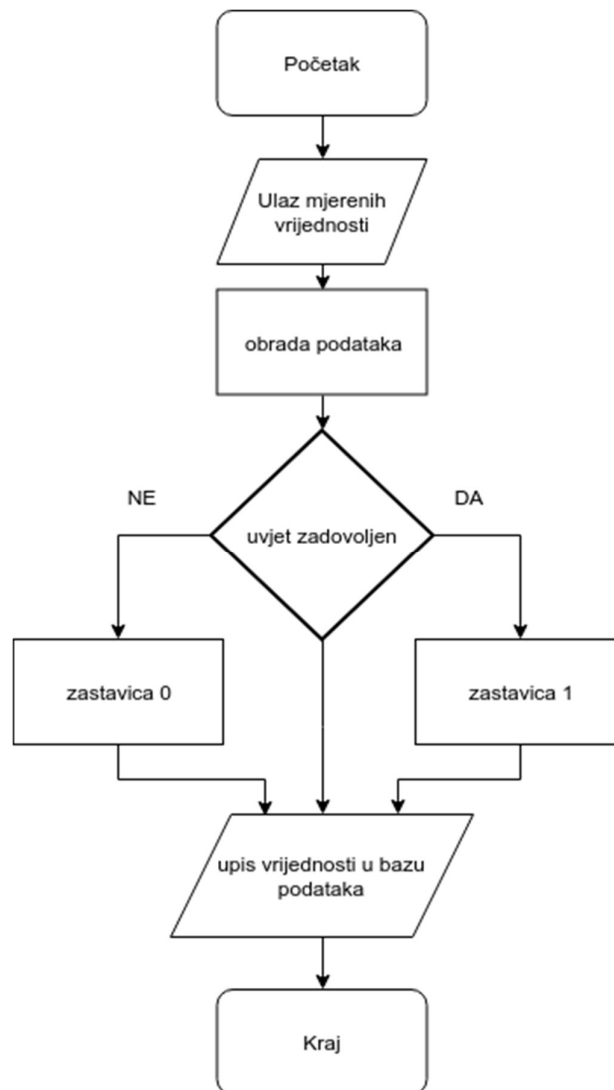 Početak
Ulaz mjerenih
vrijednosti
obrada podataka
NE
DA
uvjet zadovoljen
zastavica 0
zastavica 1
upis vrijednosti u bazu
podataka
Kraj